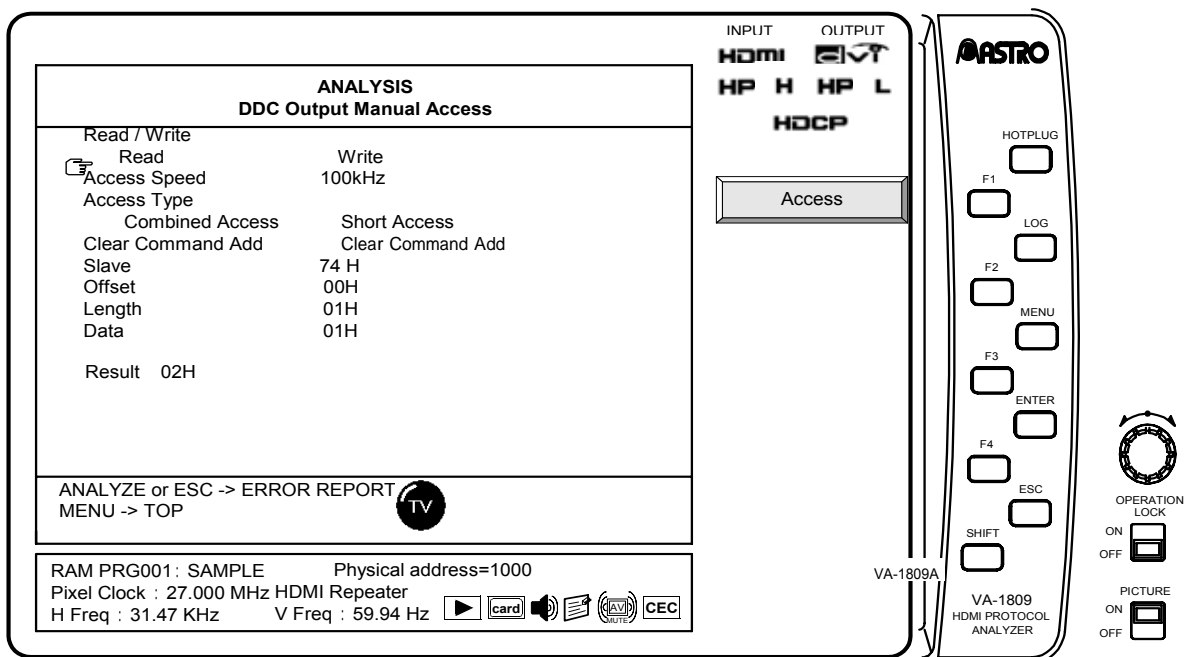 INPUT OUTPUT
HDMI DVI
HP H HP L
HDCP
ANALYSIS
DDC Output Manual Access
Read / Write
Read Write
Access Speed 100kHz
Access Type
Combined Access Short Access
Clear Command Add Clear Command Add
Slave 74 H
Offset 00H
Length 01H
Data 01H
Result 02H
Access
ANALYZE or ESC -> ERROR REPORT
MENU -> TOP
TV
RAM PRG001: SAMPLE Physical address=1000
Pixel Clock : 27.000 MHz HDMI Repeater
H Freq : 31.47 KHz V Freq : 59.94 Hz
card
AV
MUTE
CEC
ASTRO
HOTPLUG
F1
LOG
F2
MENU
F3
ENTER
F4
ESC
SHIFT
VA-1809A
VA-1809
HDMI PROTOCOL
ANALYZER
OPERATION
LOCK
ON
OFF
PICTURE
ON
OFF